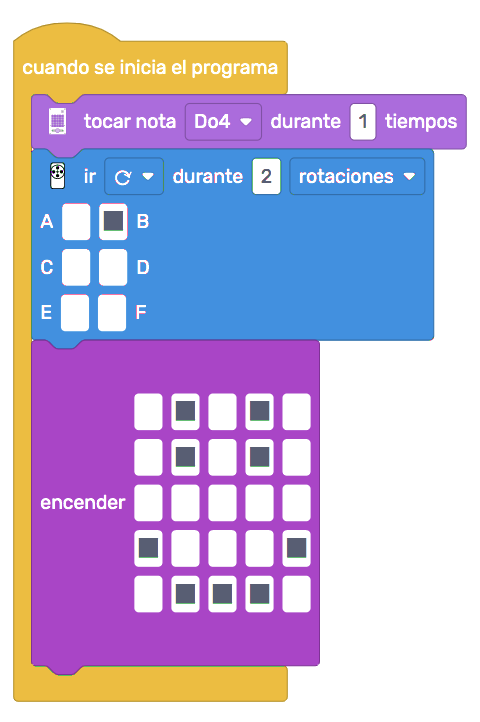 cuando se inicia el programa
tocar nota Do4 durante 1 tiempos
ir durante 2 rotaciones
A B
C D
E F
encender